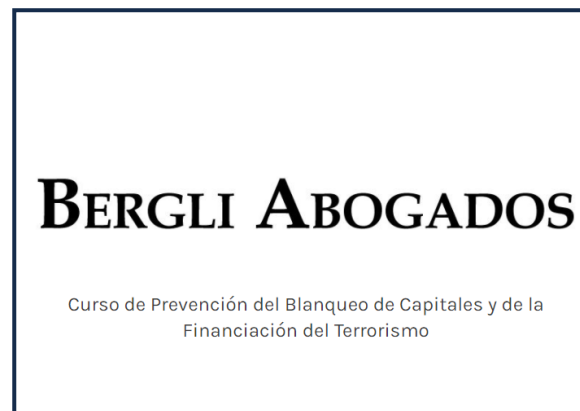 BERGLI ABOGADOS
Curso de Prevención del Blanqueo de Capitales y de la
Financiación del Terrorismo